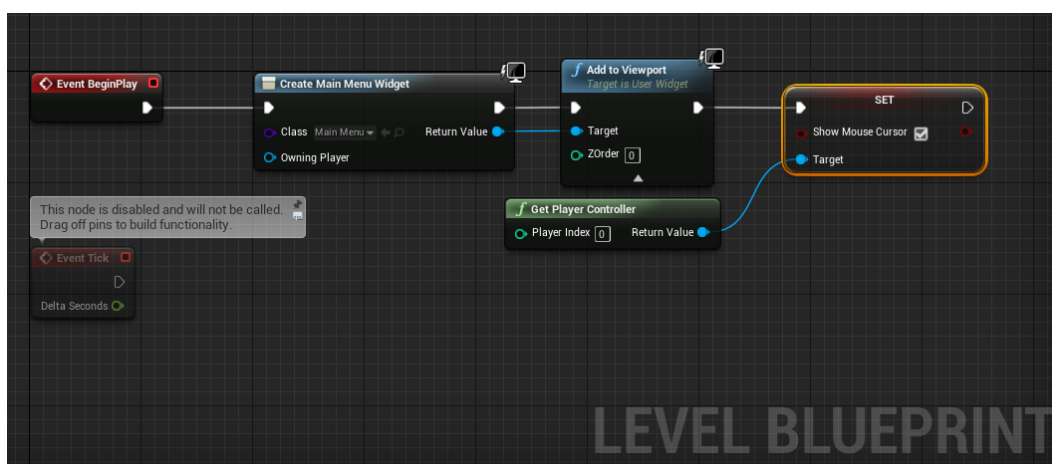 Event BeginPlay
Create Main Menu Widget
Class Main Menu Return Value
Owning Player
f Add to Viewport
Target is User Widget
Target
ZOrder 0
SET
Show Mouse Cursor
Target
f Get Player Controller
Player Index 0 Return Value
This node is disabled and will not be called.
Drag off pins to build functionality.
Event Tick
Delta Seconds
LEVEL BLUEPRINT